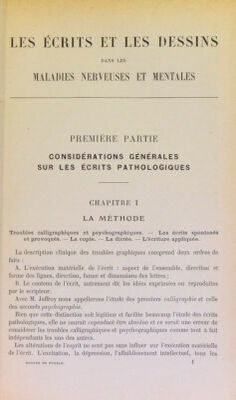 LES ÉCRITS ET LES DESSINS
DANS LES
MALADIES NERVEUSES ET MENTALES
PREMIÈRE PARTIE
CONSIDÉRATIONS GÉNÉRALES
SUR LES ÉCRITS PATHOLOGIQUES
CHAPITRE I
LA MÉTHODE
Troubles calligraphiques et psychographiques. — Les écrits spontanés
et provoqués. — La copie. — La dictée. — L'écriture appliquée.
La description clinique des troubles graphiques comprend deux ordres de
faits :
A. L'exécution matérielle de l'écrit : aspect de l'ensemble, direction et
forme des lignes, direction, forme et dimensions des lettres ;
B. Le contenu de l'écrit, autrement dit les idées exprimées ou reproduites
par le scripteur.
Avec M. Joffroy nous appellerons l'étude des premiers calligraphie et celle
des seconds psychographie.
Bien que cette distinction soit légitime et facilite beaucoup l'étude des écrits
pathologiques, elle ne saurait cependant être absolue et ce serait une erreur de
considérer les troubles calligraphiques et psychographiques comme tout à fait
indépendants les uns des autres.
Les altérations de l'esprit ne sont pas sans influer sur l'exécution matérielle
de l'écrit. L'excitation, la dépression, l'affaiblissement intellectuel, tous les
1